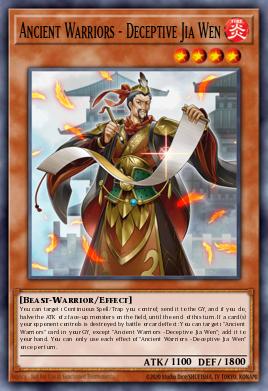 ANCIENT WARRIORS - DECEPTIVE JIA WEN
FIRE
炎
[BEAST-WARRIOR/EFFECT]
You can target 1 Continuous Spell/Trap you control; send it to the GY, and if you do,
halve the ATK of all face-up monsters on the field, until the end of this turn. If a card(s)
your opponent controls is destroyed by battle or card effect: You can target 1 "Ancient
Warriors" card in your GY, except "Ancient Warriors - Deceptive Jia Wen"; add it to
your hand. You can only use each effect of "Ancient Warriors - Deceptive Jia Wen"
once per turn.
ATK/ 1100 DEF/ 1800
©2020 Studio Dice/SHUEISHA, TV TOKYO, KONAMI